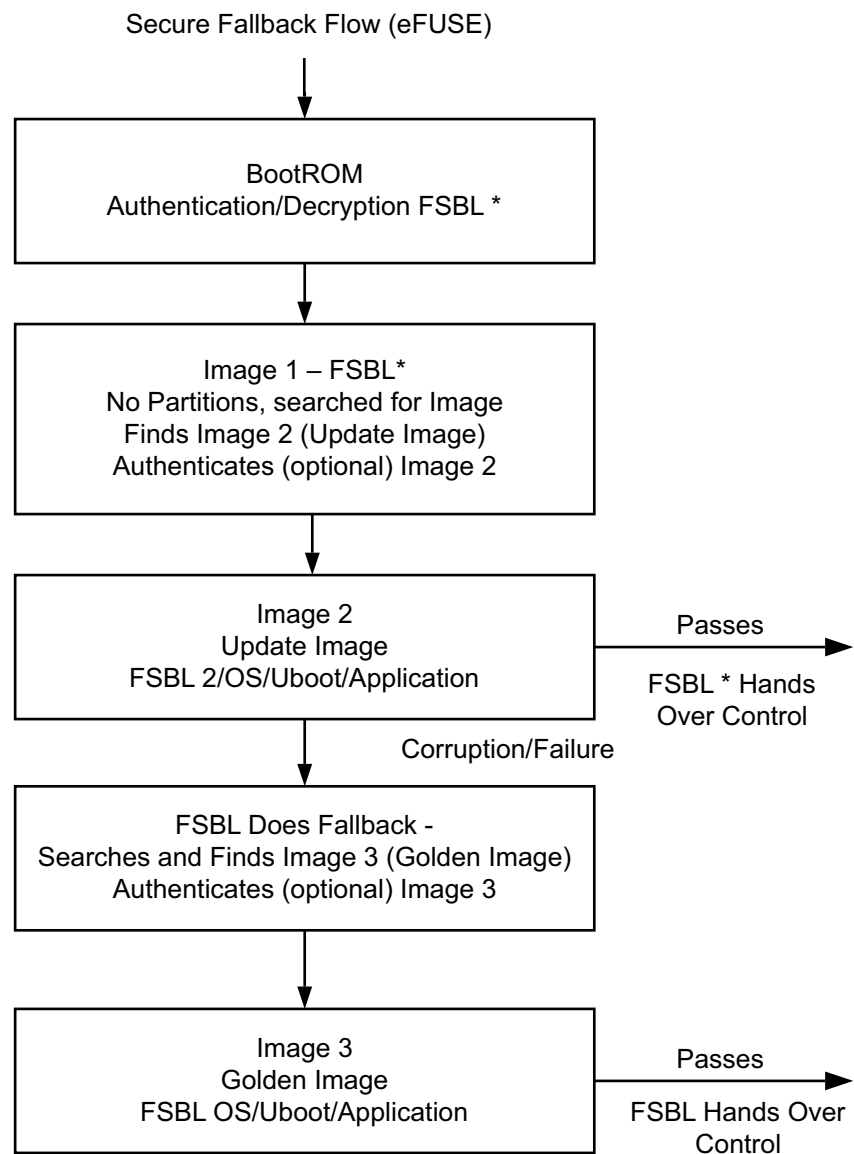 Secure Fallback Flow (eFUSE)
BootROM
Authentication/Decryption FSBL *
Image 1 – FSBL*
No Partitions, searched for Image
Finds Image 2 (Update Image)
Authenticates (optional) Image 2
Image 2
Update Image
FSBL 2/OS/Uboot/Application
Passes
FSBL * Hands
Over Control
Corruption/Failure
FSBL Does Fallback -
Searches and Finds Image 3 (Golden Image)
Authenticates (optional) Image 3
Image 3
Golden Image
FSBL OS/Uboot/Application
Passes
FSBL Hands Over
Control